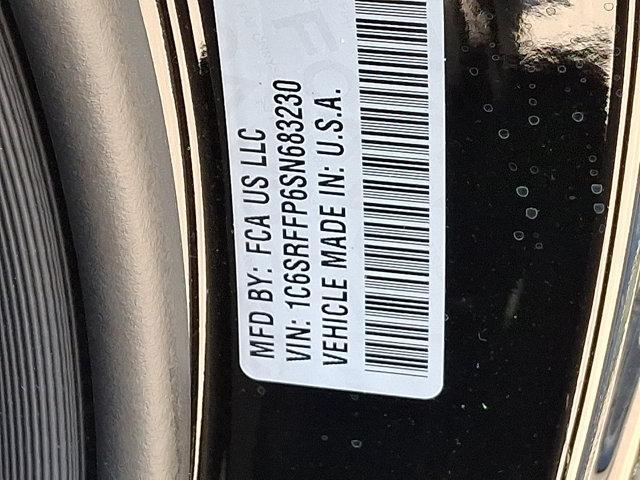 MFD BY: FCA US LLC
VIN: 1C6SRFFP6SN683230
VEHICLE MADE IN: U.S.A.